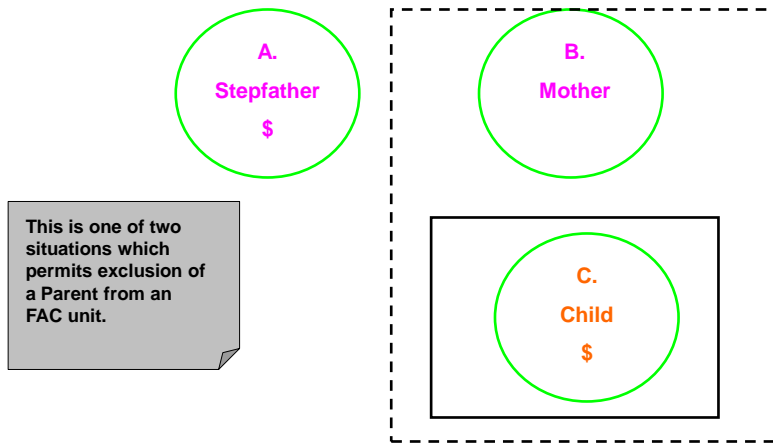 A.
Stepfather
$
B.
Mother
This is one of two
situations which
permits exclusion of
a Parent from an
FAC unit.
C.
Child
$